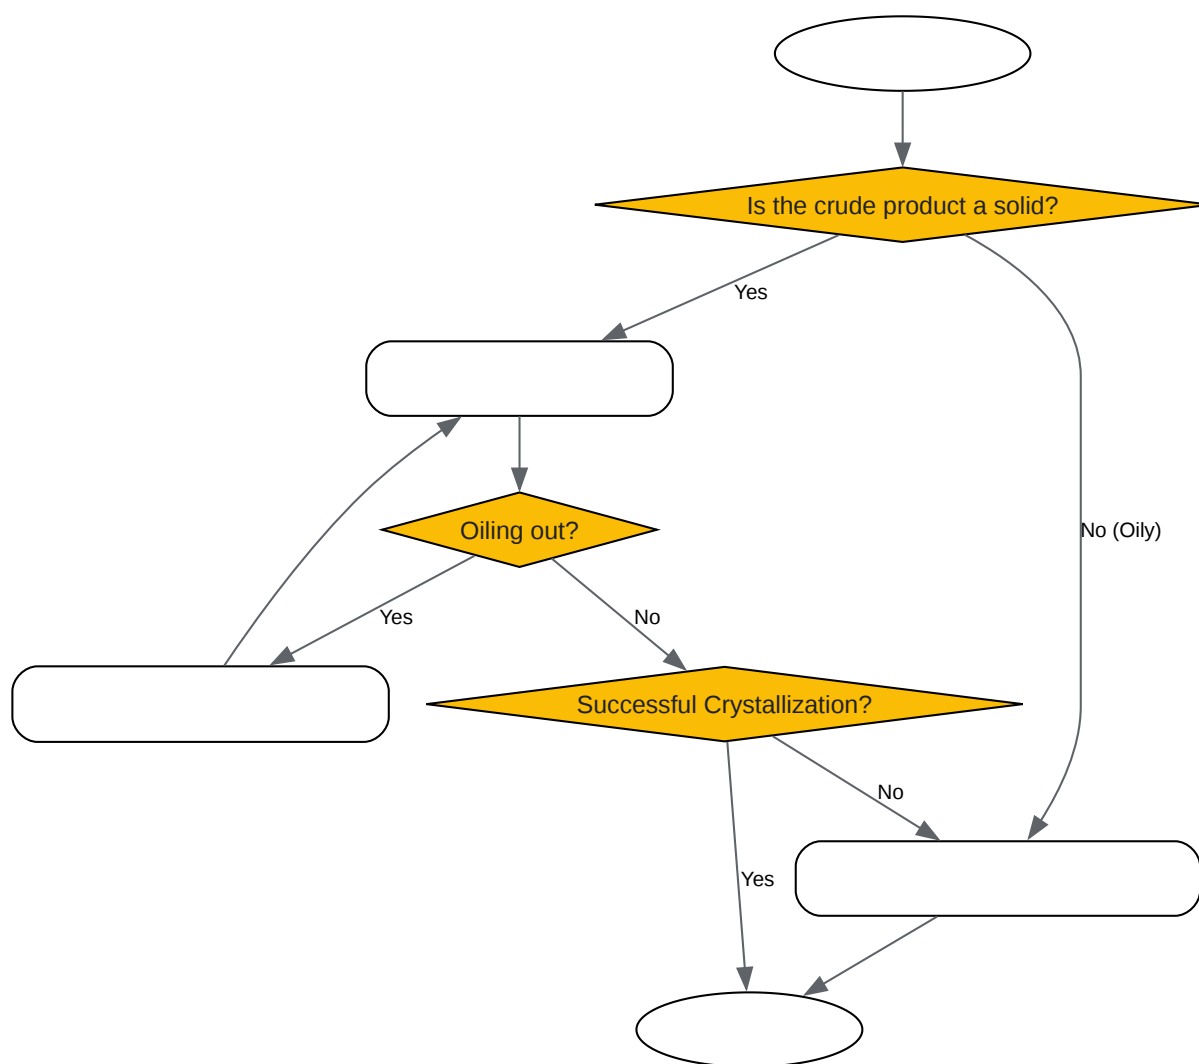 Is the crude product a solid?
Yes
Oiling out?
No (Oily)
Yes
No
Successful Crystallization?
No
Yes